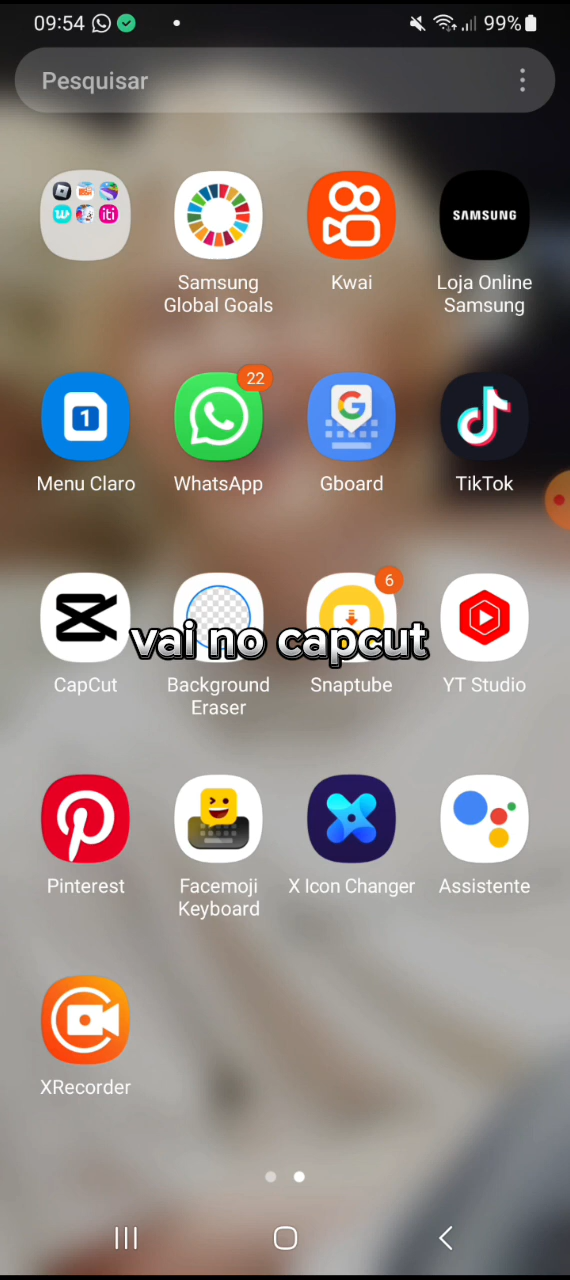 09:54
99%
Pesquisar
SAMSUNG
Samsung
Global Goals
Kwai
Loja Online
Samsung
22
1
G
Menu Claro
WhatsApp
Gboard
TikTok
6
vai no capcut
CapCut
Background
Eraser
Snaptube
YT Studio
Pinterest
Facemoji
Keyboard
X Icon Changer
Assistente
XRecorder